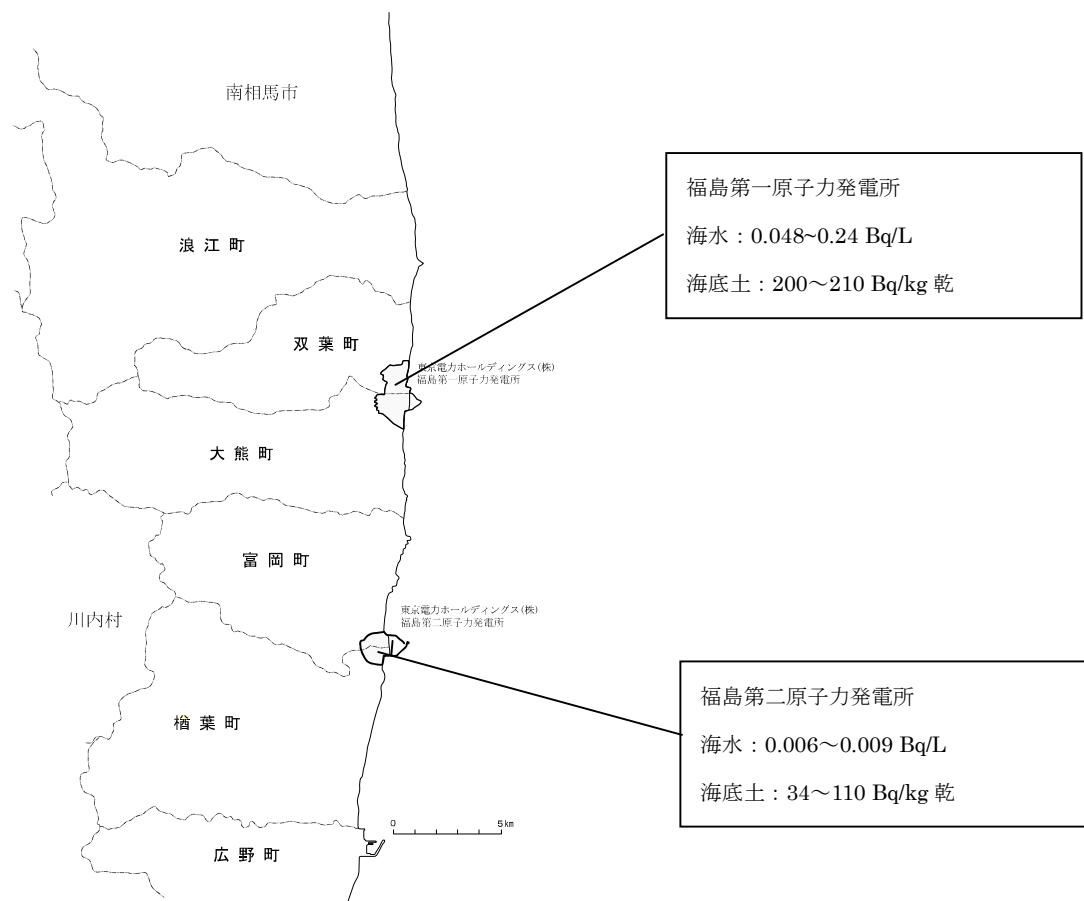 南相馬市
福島第一原子力発電所
海水：0.048~0.24 Bq/L
海底土：200～210 Bq/kg 乾
浪 江 町
双 葉 町
東京電力ホールディングス(株)
福島第一原子力発電所
大 熊 町
富 岡 町
川内村
東京電力ホールディングス(株)
福島第二原子力発電所
福島第二原子力発電所
海水：0.006～0.009 Bq/L
海底土：34～110 Bq/kg 乾
楢 葉 町
0 5km
広 野 町